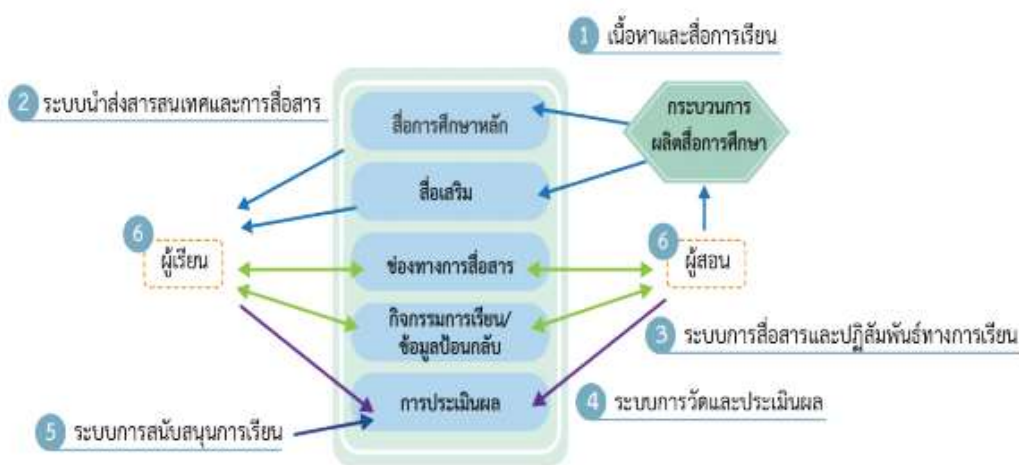 1 เนื้อหาและสื่อการเรียน
2 ระบบนำส่งสารสนเทศและการสื่อสาร
สื่อการศึกษาหลัก
กระบวนการ
ผลิตสื่อการศึกษา
สื่อเสริม
6
ผู้เรียน
ช่องทางการสื่อสาร
6
ผู้สอน
กิจกรรมการเรียน/
ข้อมูลป้อนกลับ
3 ระบบการสื่อสารและปฏิสัมพันธ์ทางการเรียน
การประเมินผล
4 ระบบการวัดและประเมินผล
5 ระบบการสนับสนุนการเรียน